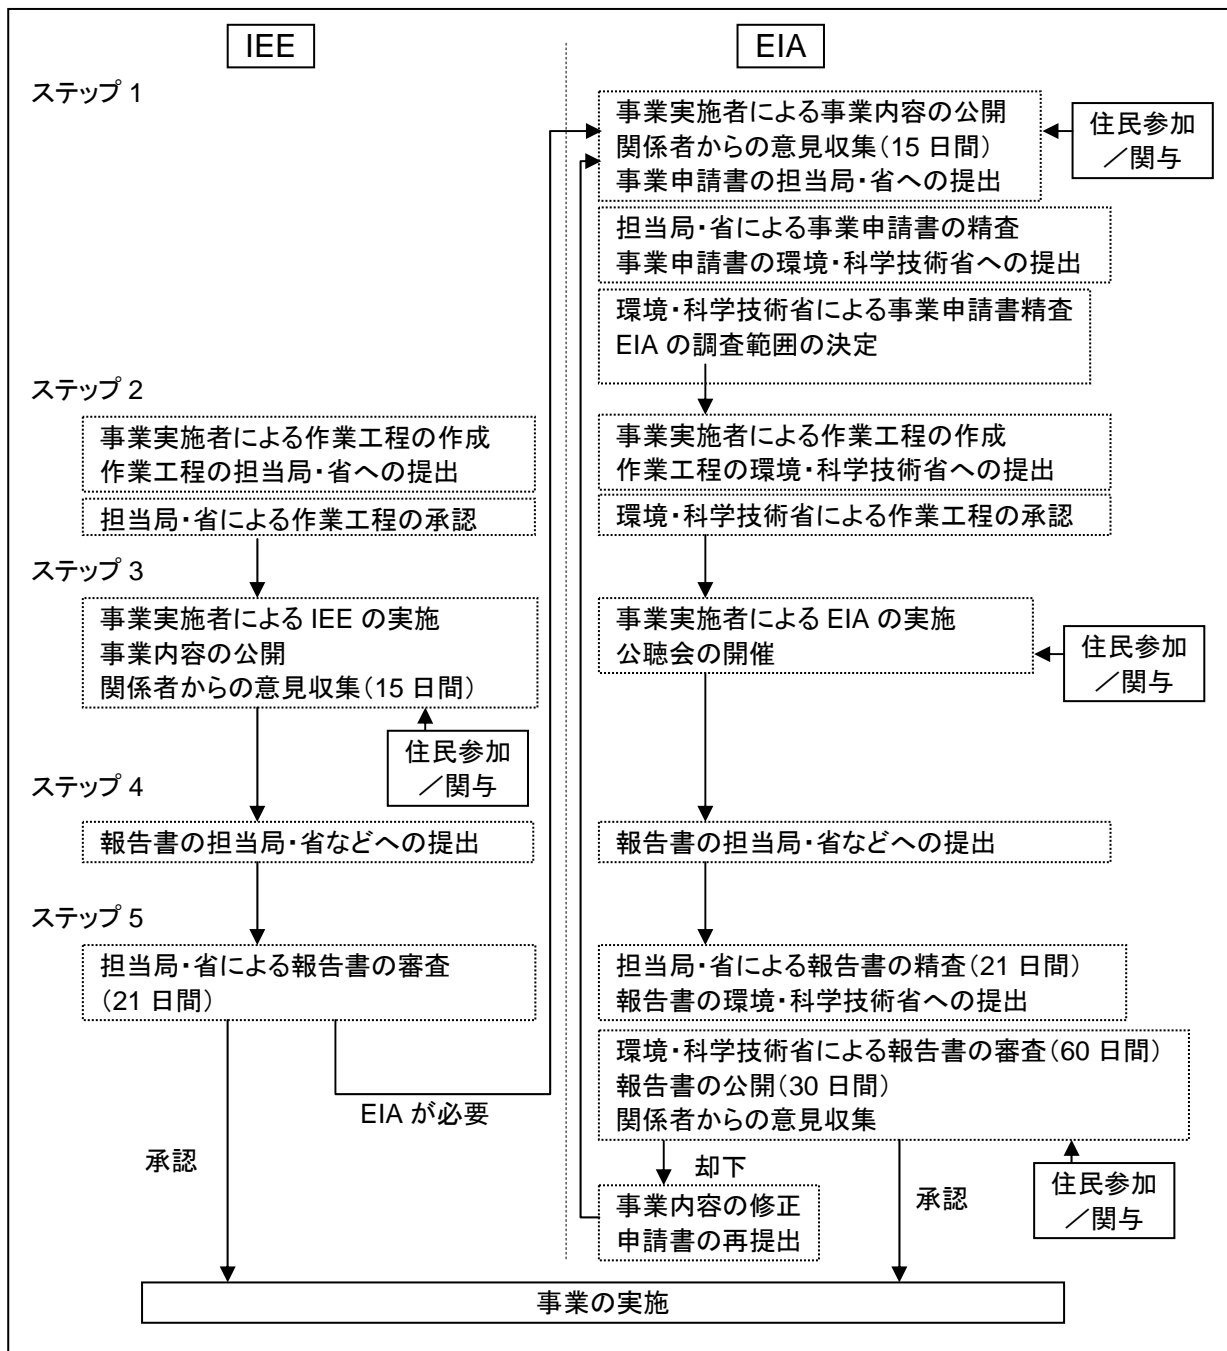 IEE
EIA
ステップ 1
事業実施者による事業内容の公開
関係者からの意見収集(15 日間)
事業申請書の担当局・省への提出
住民参加
／関与
担当局・省による事業申請書の精査
事業申請書の環境・科学技術省への提出
環境・科学技術省による事業申請書精査
EIA の調査範囲の決定
ステップ 2
事業実施者による作業工程の作成
作業工程の担当局・省への提出
担当局・省による作業工程の承認
事業実施者による作業工程の作成
作業工程の環境・科学技術省への提出
環境・科学技術省による作業工程の承認
ステップ 3
事業実施者による IEE の実施
事業内容の公開
関係者からの意見収集(15 日間)
住民参加
／関与
事業実施者による EIA の実施
公聴会の開催
住民参加
／関与
ステップ 4
報告書の担当局・省などへの提出
報告書の担当局・省などへの提出
ステップ 5
担当局・省による報告書の審査
(21 日間)
EIA が必要
承認
担当局・省による報告書の精査(21 日間)
報告書の環境・科学技術省への提出
環境・科学技術省による報告書の審査(60 日間)
報告書の公開(30 日間)
関係者からの意見収集
却下
事業内容の修正
申請書の再提出
承認
住民参加
／関与
事業の実施